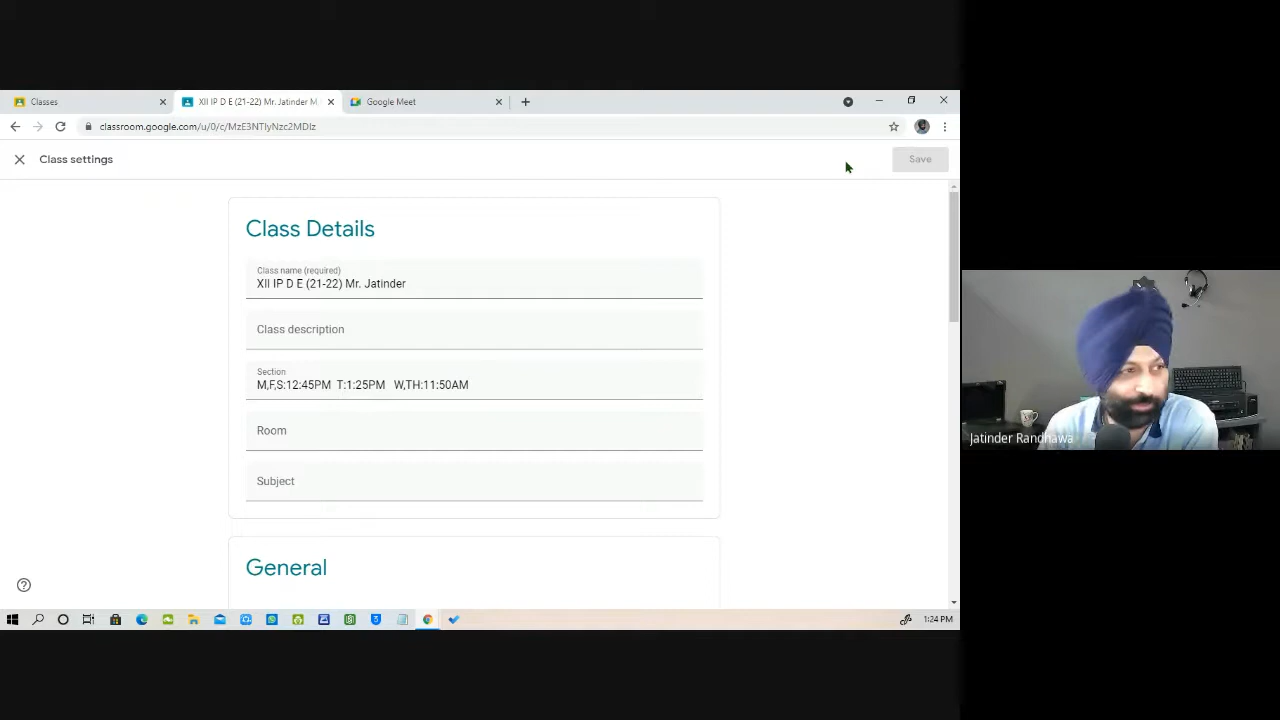 Classes
XII IP D E (21-22) Mr. Jatinder M
Google Meet
classroom.google.com/u/0/c/MzE3NTIyNzc2MDIz
Class settings
Save
Class Details
Class name (required)
XII IP D E (21-22) Mr. Jatinder
Class description
Section
M,F,S:12:45PM T:1:25PM W,TH:11:50AM
Room
Subject
Jatinder Randhawa
General
1:24 PM